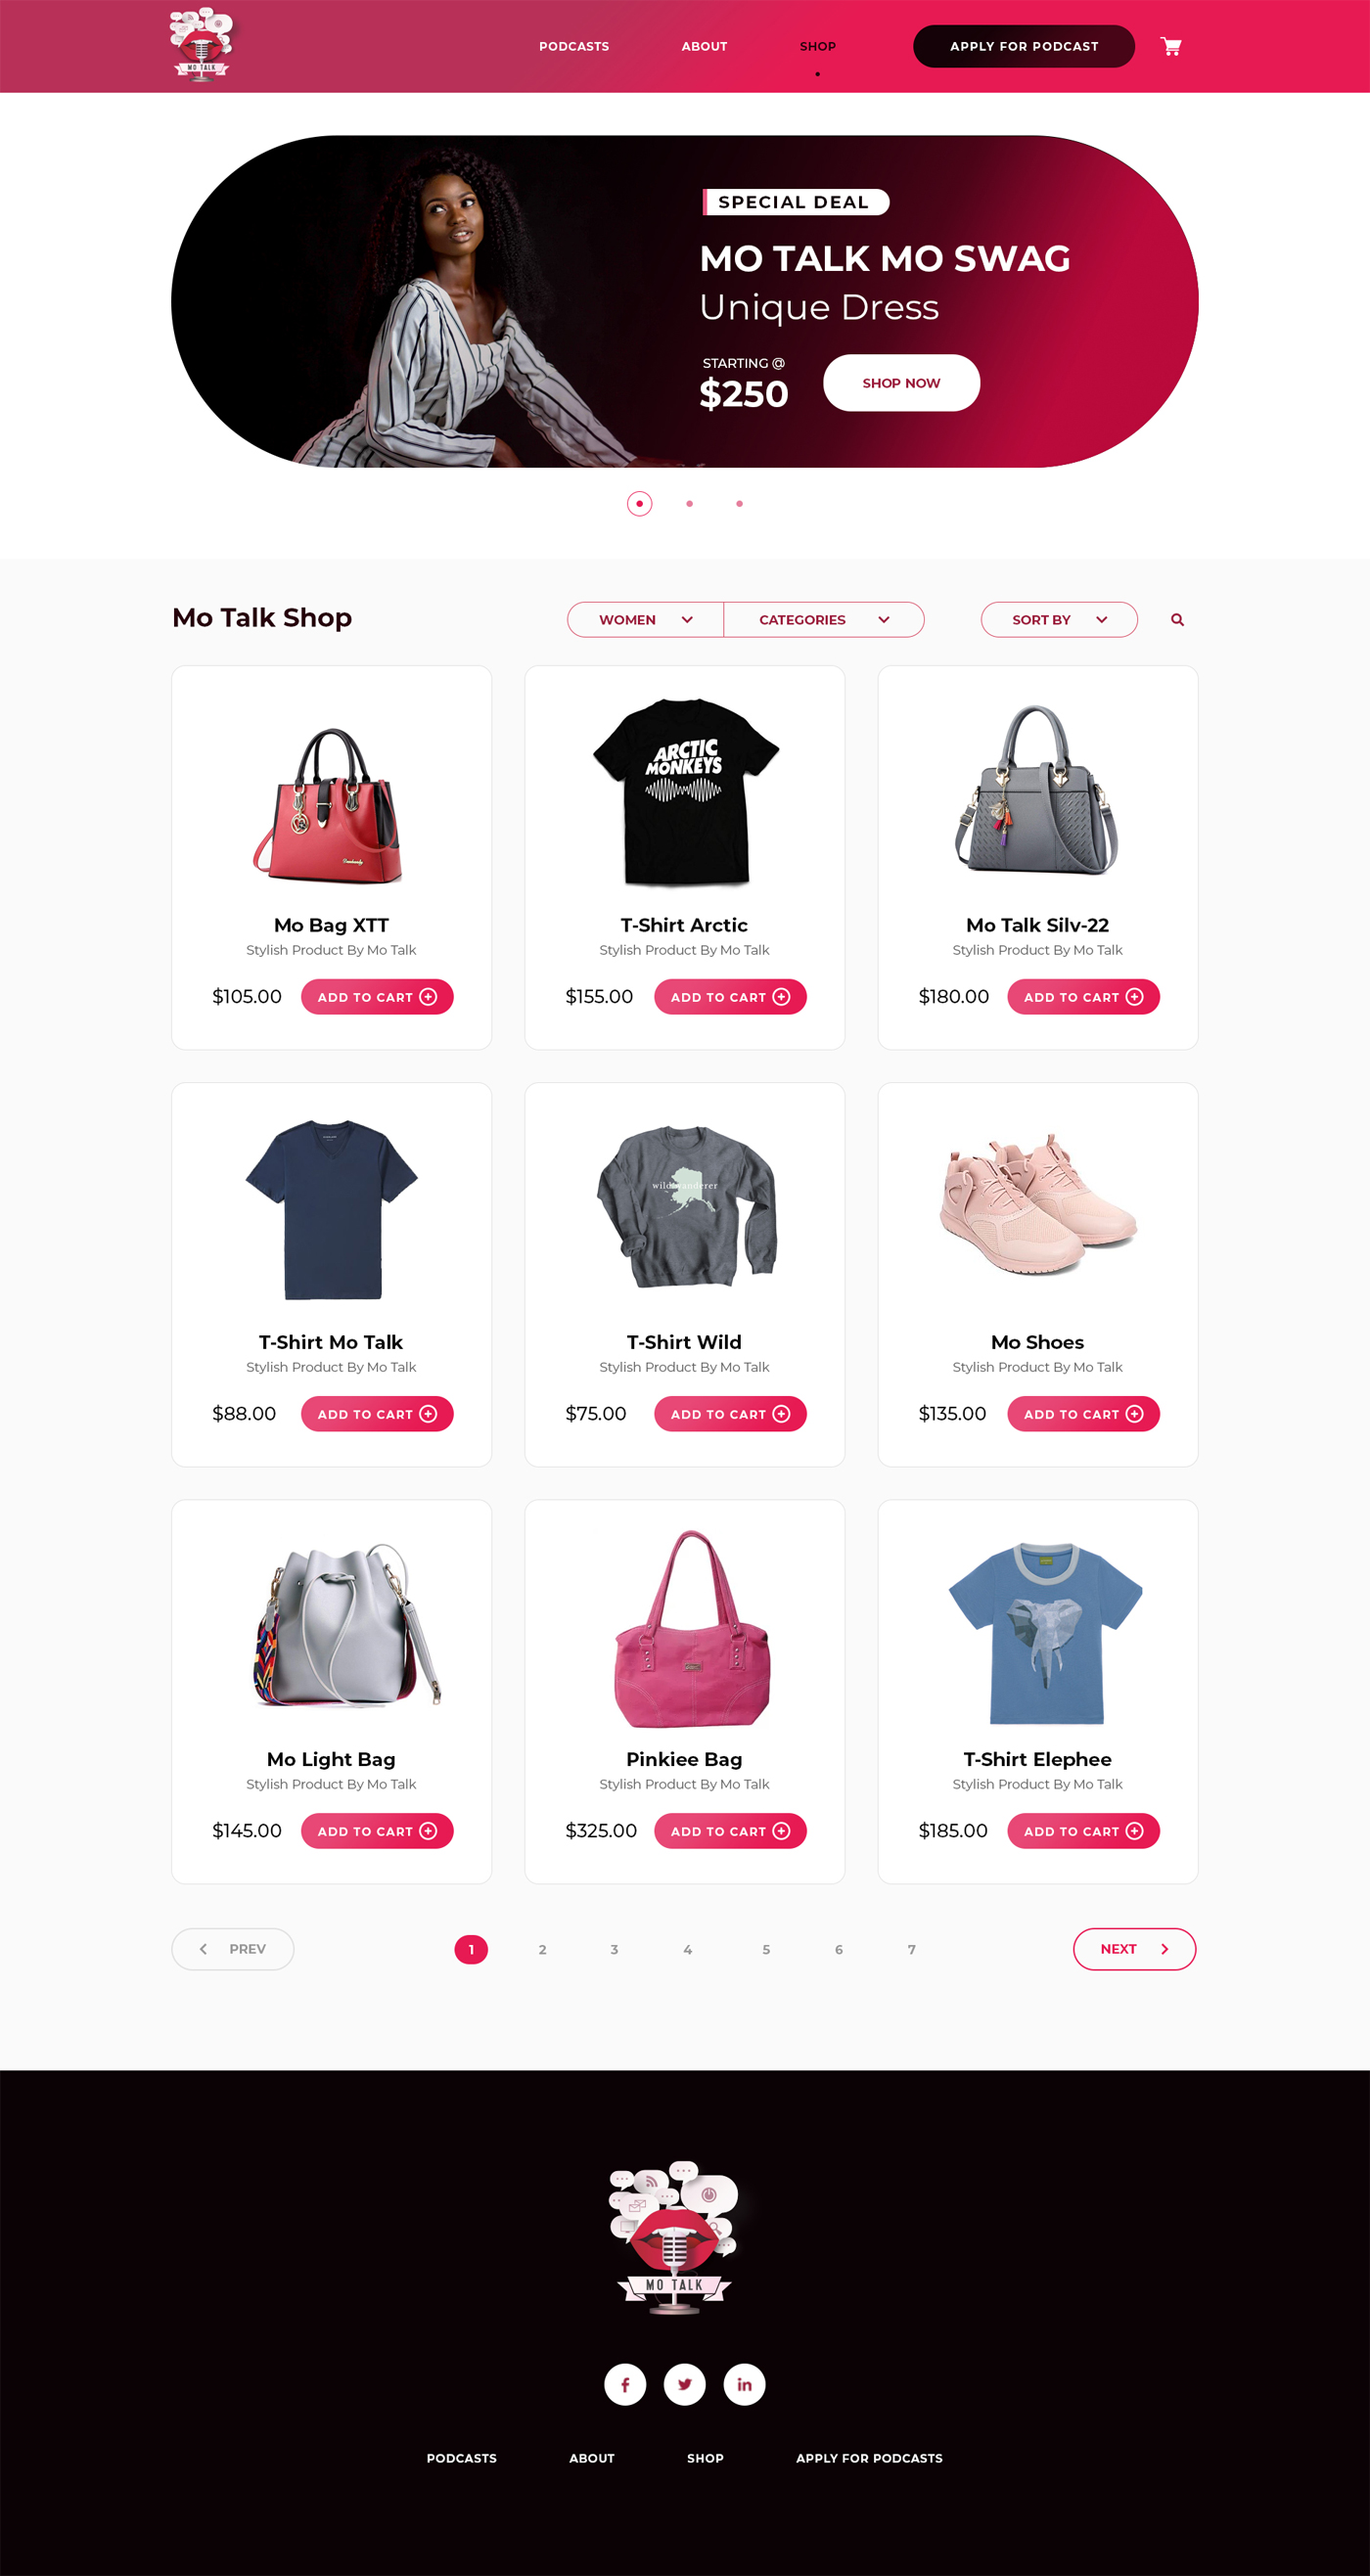 MO TALK
PODCASTS ABOUT SHOP APPLY FOR PODCAST
SPECIAL DEAL
MO TALK MO SWAG
Unique Dress
STARTING @
$250
SHOP NOW
Mo Talk Shop
WOMEN CATEGORIES SORT BY
ARCTIC
MONKEYS
Mo Bag XTT
Stylish Product By Mo Talk
$105.00 ADD TO CART
T-Shirt Arctic
Stylish Product By Mo Talk
$155.00 ADD TO CART
Mo Talk Silv-22
Stylish Product By Mo Talk
$180.00 ADD TO CART
T-Shirt Mo Talk
Stylish Product By Mo Talk
$88.00 ADD TO CART
T-Shirt Wild
Stylish Product By Mo Talk
$75.00 ADD TO CART
Mo Shoes
Stylish Product By Mo Talk
$135.00 ADD TO CART
Mo Light Bag
Stylish Product By Mo Talk
$145.00 ADD TO CART
Pinkiee Bag
Stylish Product By Mo Talk
$325.00 ADD TO CART
T-Shirt Elephee
Stylish Product By Mo Talk
$185.00 ADD TO CART
PREV 1 2 3 4 5 6 7 NEXT
MO TALK
f in
PODCASTS ABOUT SHOP APPLY FOR PODCASTS